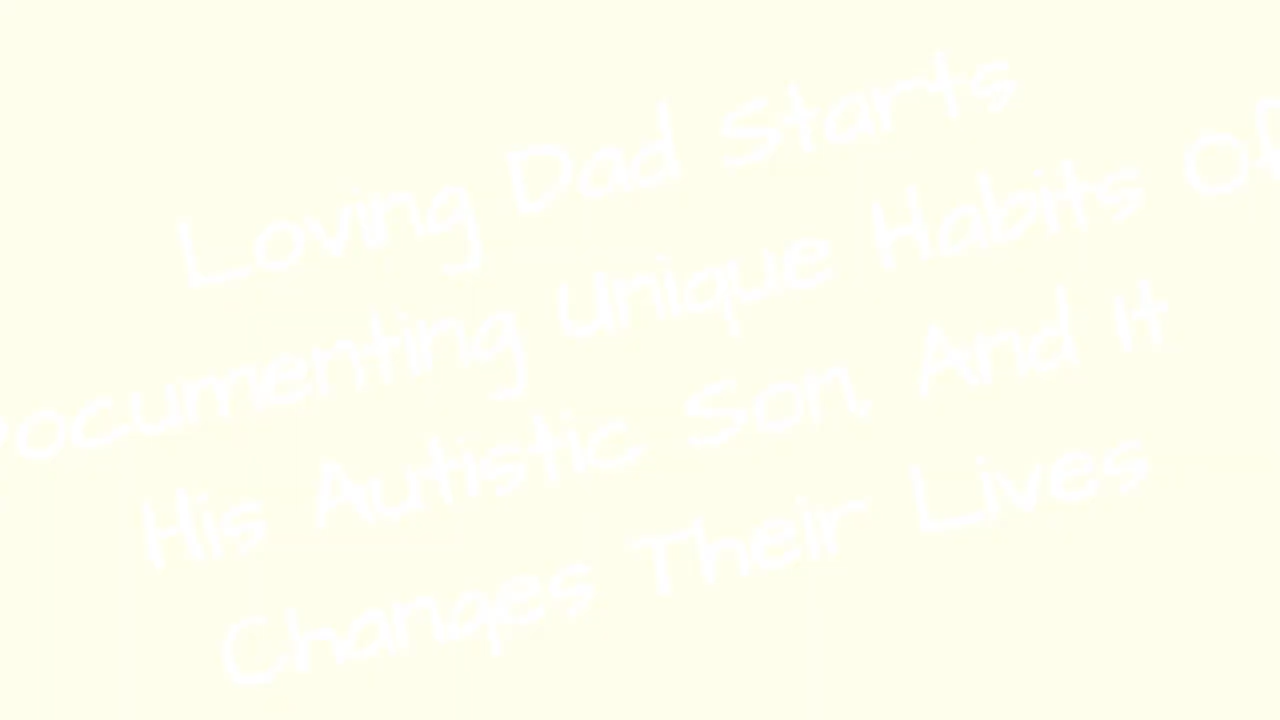 Loving Dad Starts
Documenting Unique Habits Of
His Autistic Son, And It
Changes Their Lives